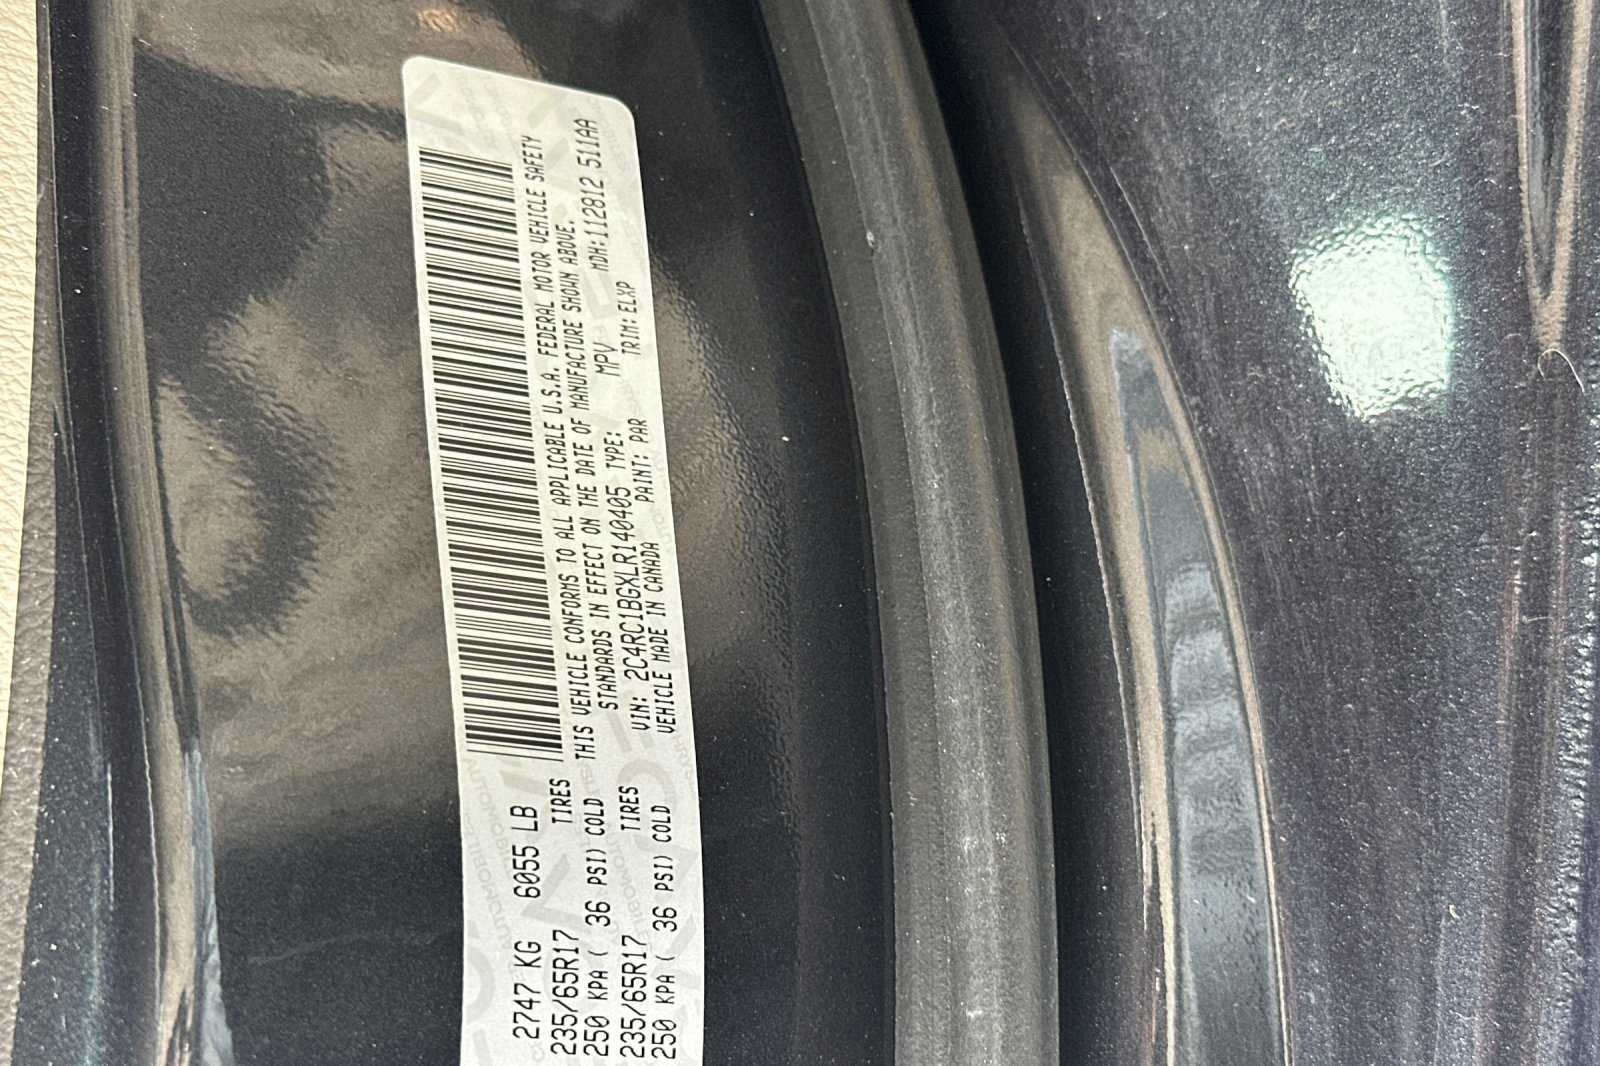 2747 KG 6055 LB
235/65R17 TIRES
250 KPA ( 36 PSI) COLD
235/65R17 TIRES
250 KPA ( 36 PSI) COLD
THIS VEHICLE CONFORMS TO ALL APPLICABLE U.S.A. FEDERAL MOTOR VEHICLE SAFETY
STANDARDS IN EFFECT ON THE DATE OF MANUFACTURE SHOWN ABOVE.
VIN: 2C4RC1BGXLR140405 TYPE: MPV MDH:112812 511AA
VEHICLE MADE IN CANADA PAINT: PAR TRIM: ELXP